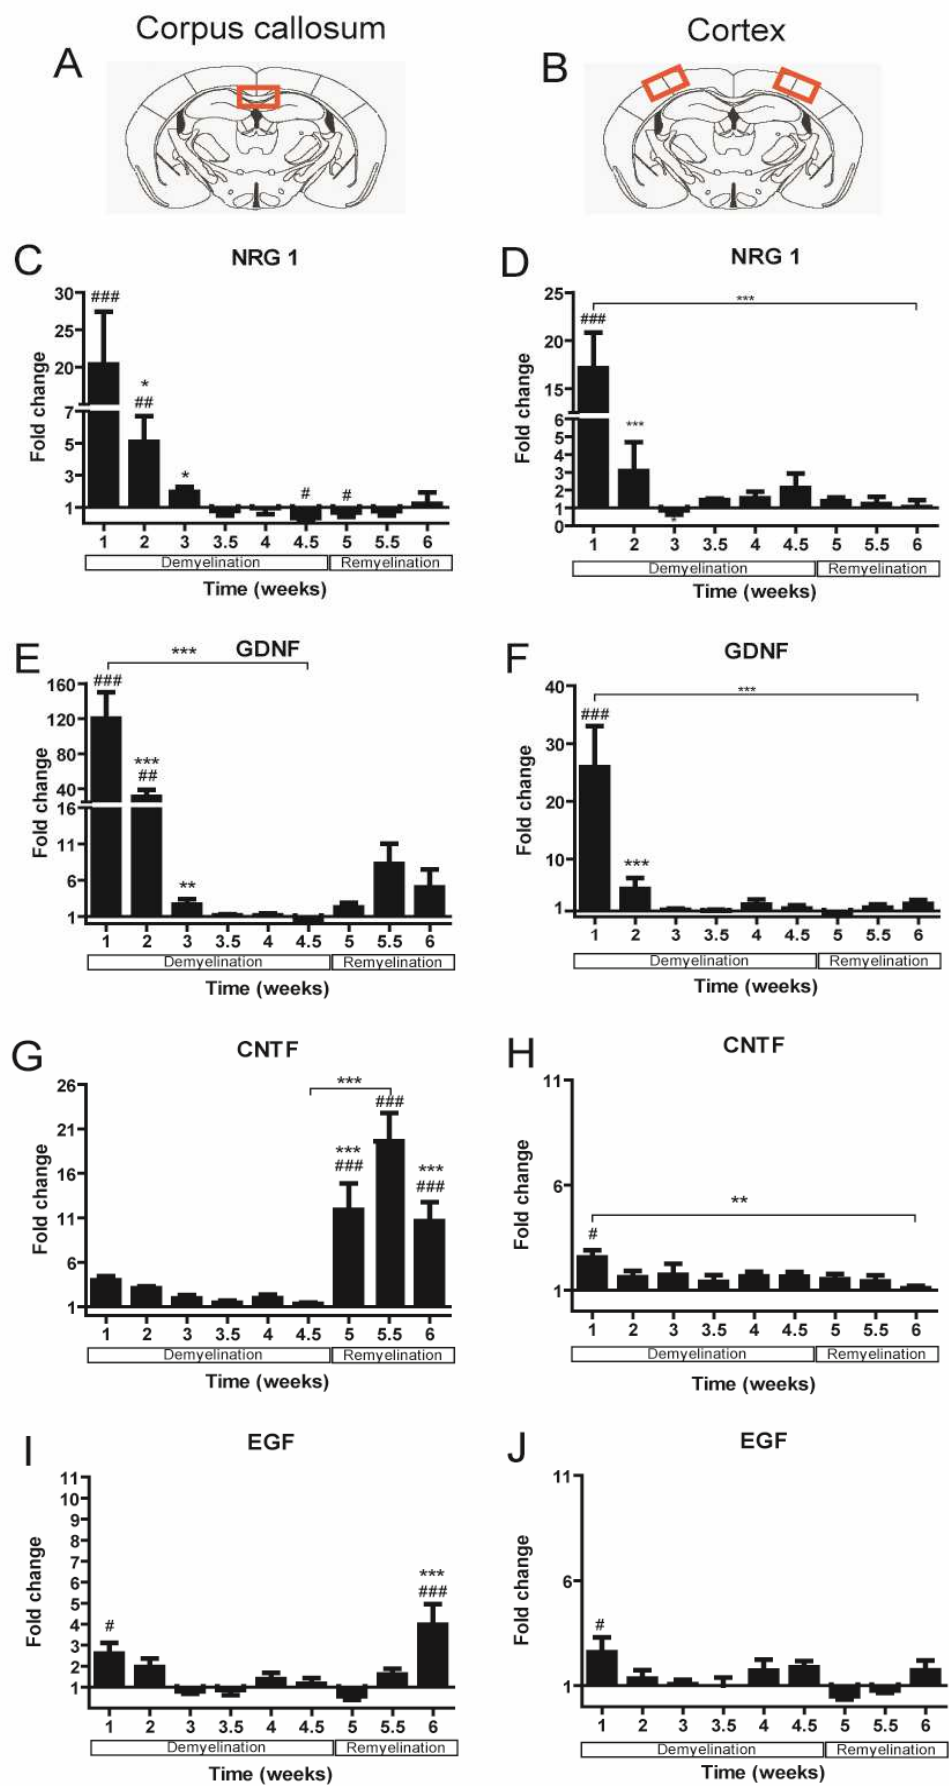 Corpus callosum
Cortex
A
B
C
NRG 1
###
*
##
*
#
#
Fold change
30
25
20
7
5
3
1
1 2 3 3.5 4 4.5 5 5.5 6
Demyelination Remyelination
Time (weeks)
D
NRG 1
***
###
***
*
Fold change
25
20
15
6
5
4
3
2
1
0
1 2 3 3.5 4 4.5 5 5.5 6
Demyelination Remyelination
Time (weeks)
E
GDNF
***
###
***
##
**
Fold change
160
120
80
40
16
11
6
1
1 2 3 3.5 4 4.5 5 5.5 6
Demyelination Remyelination
Time (weeks)
F
GDNF
***
###
***
Fold change
40
30
20
10
1
1 2 3 3.5 4 4.5 5 5.5 6
Demyelination Remyelination
Time (weeks)
G
CNTF
***
###
***
###
***
###
Fold change
26
21
16
11
6
1
1 2 3 3.5 4 4.5 5 5.5 6
Demyelination Remyelination
Time (weeks)
H
CNTF
**
#
Fold change
11
6
1
1 2 3 3.5 4 4.5 5 5.5 6
Demyelination Remyelination
Time (weeks)
I
EGF
#
***
###
Fold change
11
10
9
8
7
6
5
4
3
2
1
1 2 3 3.5 4 4.5 5 5.5 6
Demyelination Remyelination
Time (weeks)
J
EGF
#
Fold change
11
6
1
1 2 3 3.5 4 4.5 5 5.5 6
Demyelination Remyelination
Time (weeks)